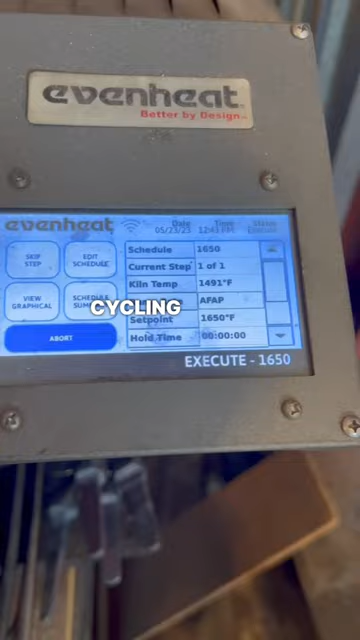 evenheat
Better by Design™
evenheat Date Time Status
05/23/23 12:43 PM Execute
SKIP STEP
EDIT SCHEDULE
VIEW GRAPHICAL
SCHEDULE
ABORT
Schedule 1650
Current Step 1 of 1
Kiln Temp 1491°F
AFAP
Setpoint 1650°F
Hold Time 00:00:00
EXECUTE - 1650
CYCLING